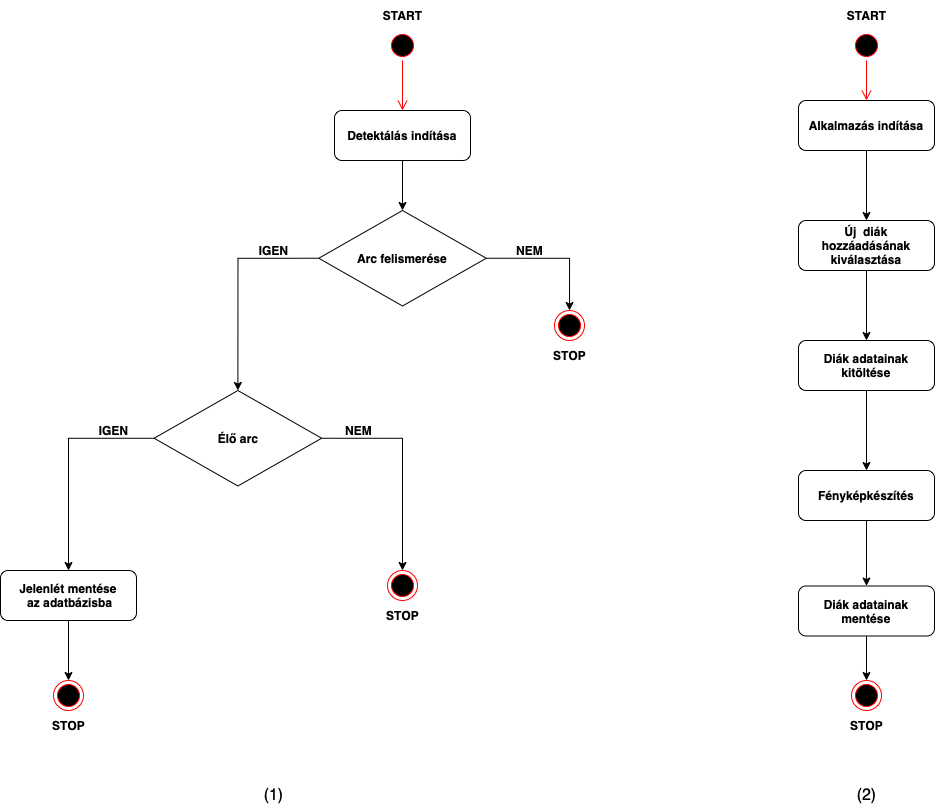 START
Detektálás indítása
Arc felismerése
IGEN
NEM
STOP
Élő arc
IGEN
NEM
Jelenlét mentése
az adatbázisba
STOP
STOP
(1)
START
Alkalmazás indítása
Új diák
hozzáadásának
kiválasztása
Diák adatainak
kitöltése
Fényképkészítés
Diák adatainak
mentése
STOP
(2)